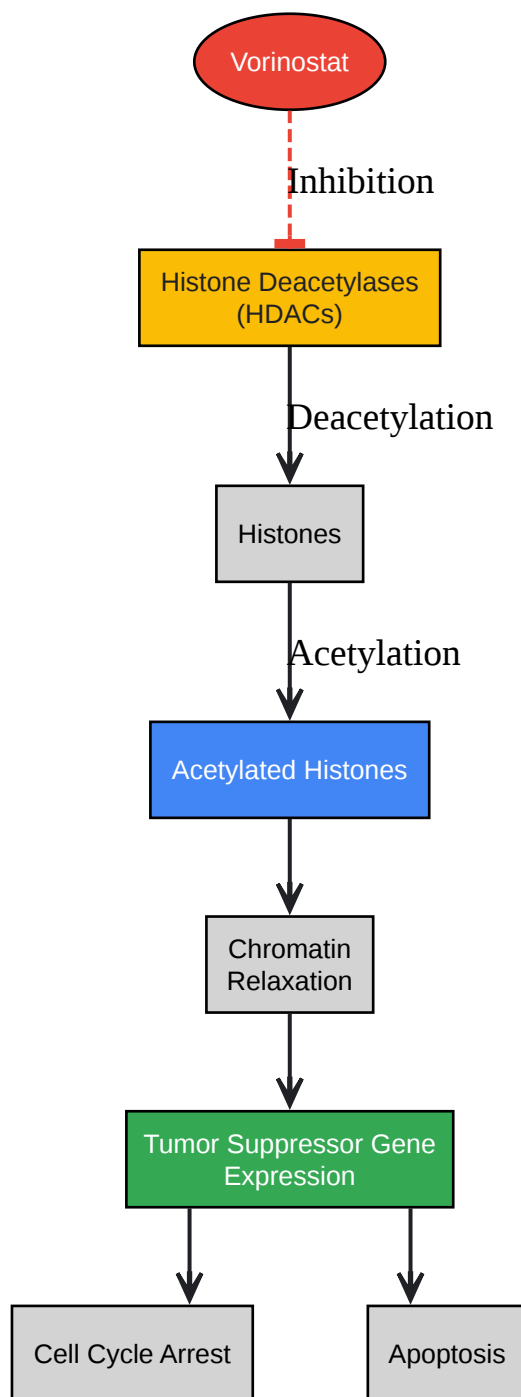 Vorinostat
Inhibition
Histone Deacetylases
(HDACs)
Deacetylation
Histones
Acetylation
Acetylated Histones
Chromatin
Relaxation
Tumor Suppressor Gene
Expression
Cell Cycle Arrest
Apoptosis